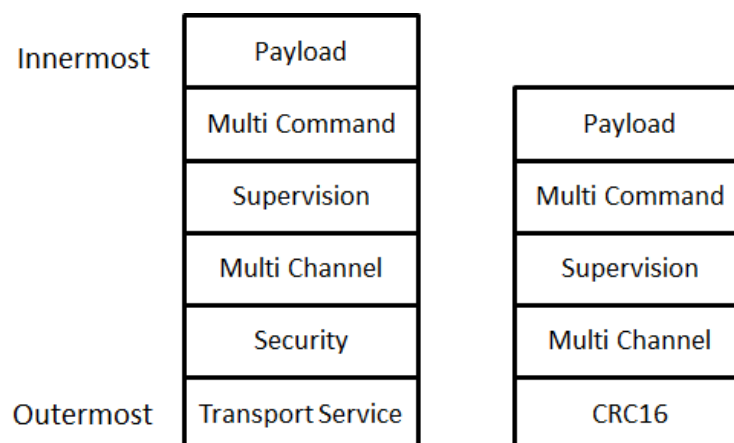 Innermost
Payload
Multi Command
Supervision
Multi Channel
Security
Outermost
Transport Service
Payload
Multi Command
Supervision
Multi Channel
CRC16